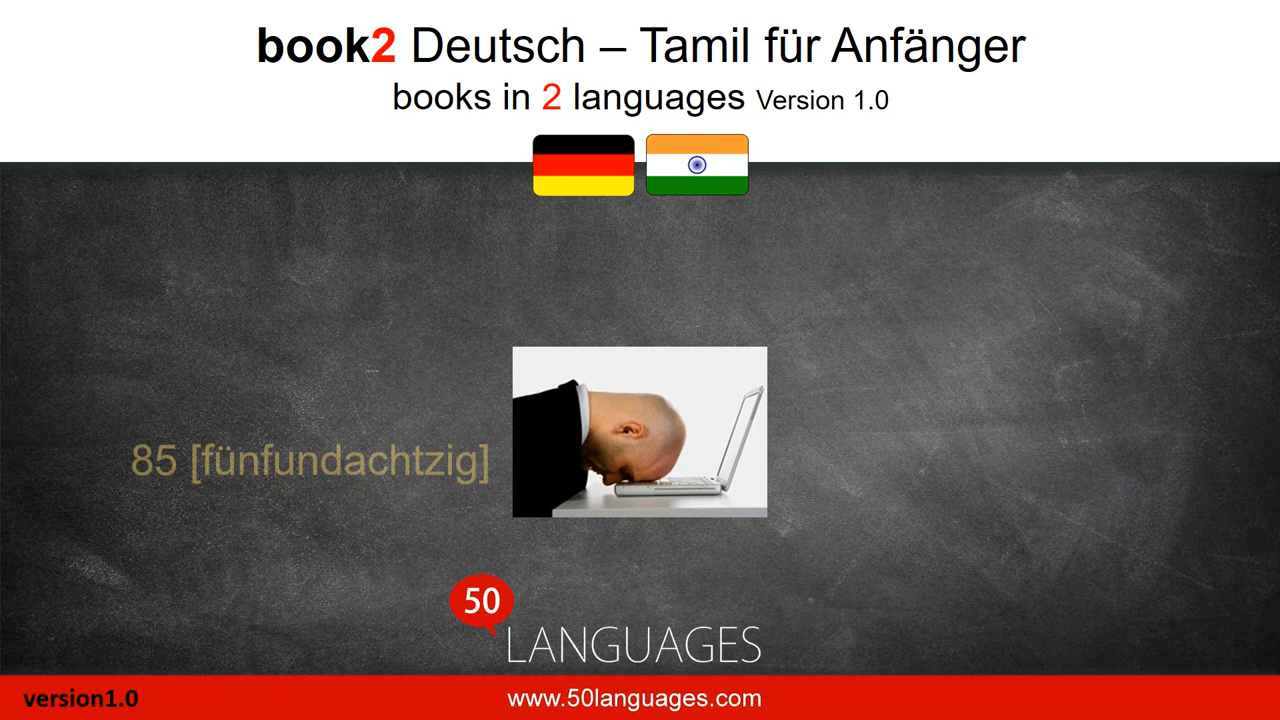 book2 Deutsch – Tamil für Anfänger
books in 2 languages Version 1.0
85 [fünfundachtzig]
50
LANGUAGES
version1.0
www.50languages.com